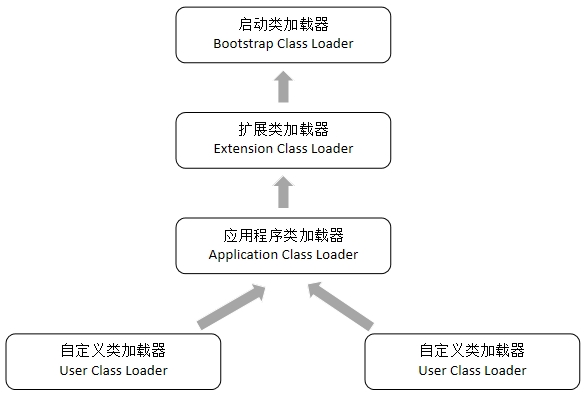 启动类加载器
Bootstrap Class Loader
扩展类加载器
Extension Class Loader
应用程序类加载器
Application Class Loader
自定义类加载器
User Class Loader
自定义类加载器
User Class Loader